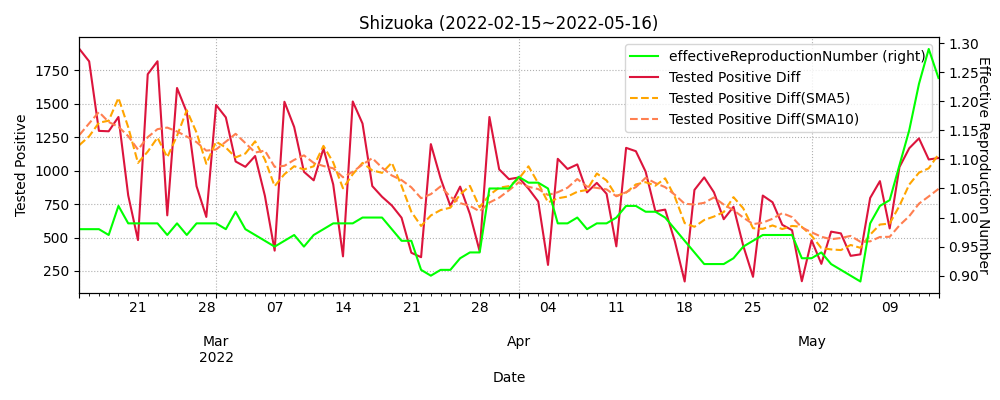 Shizuoka (2022-02-15~2022-05-16)
effectiveReproductionNumber (right)
Tested Positive Diff
Tested Positive Diff(SMA5)
Tested Positive Diff(SMA10)
Tested Positive
1750
1500
1250
1000
750
500
250
1.30
1.25
1.20
1.15
1.10
1.05
1.00
0.95
0.90
Effective Reproduction Number
21 28 07 14 21 28 04 11 18 25 02 09
Mar Apr May
2022
Date